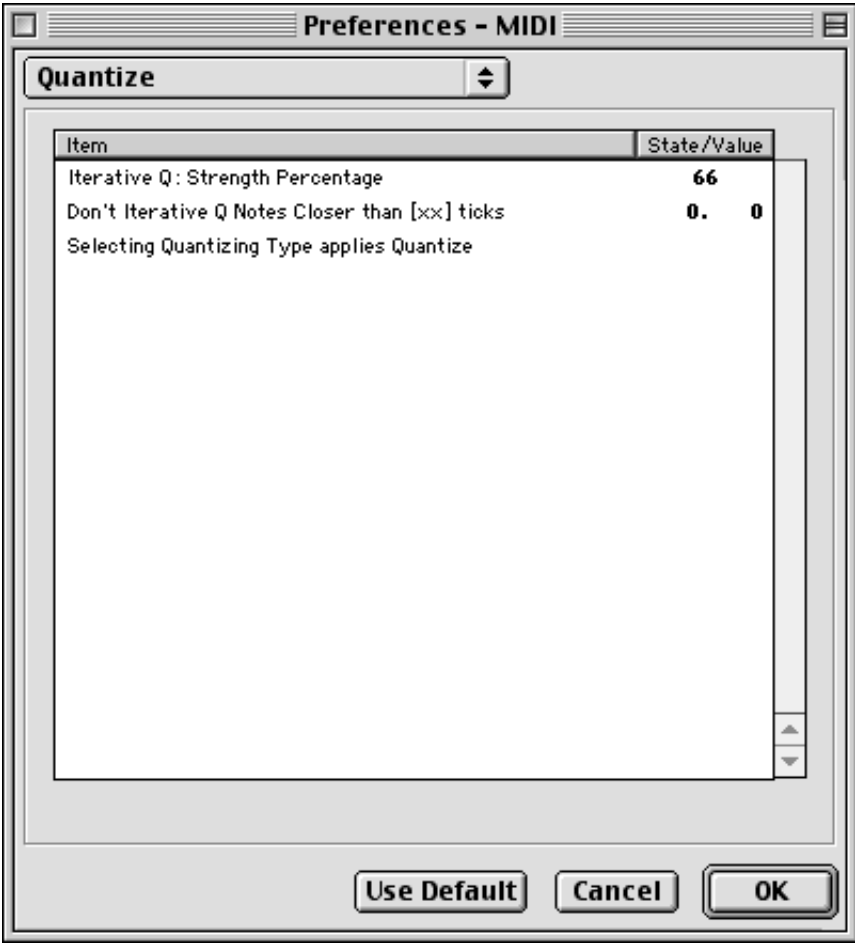 Preferences - MIDI
Quantize
Item State/Value
Iterative Q: Strength Percentage 66
Don't Iterative Q Notes Closer than [xx] ticks 0. 0
Selecting Quantizing Type applies Quantize
Use Default Cancel OK